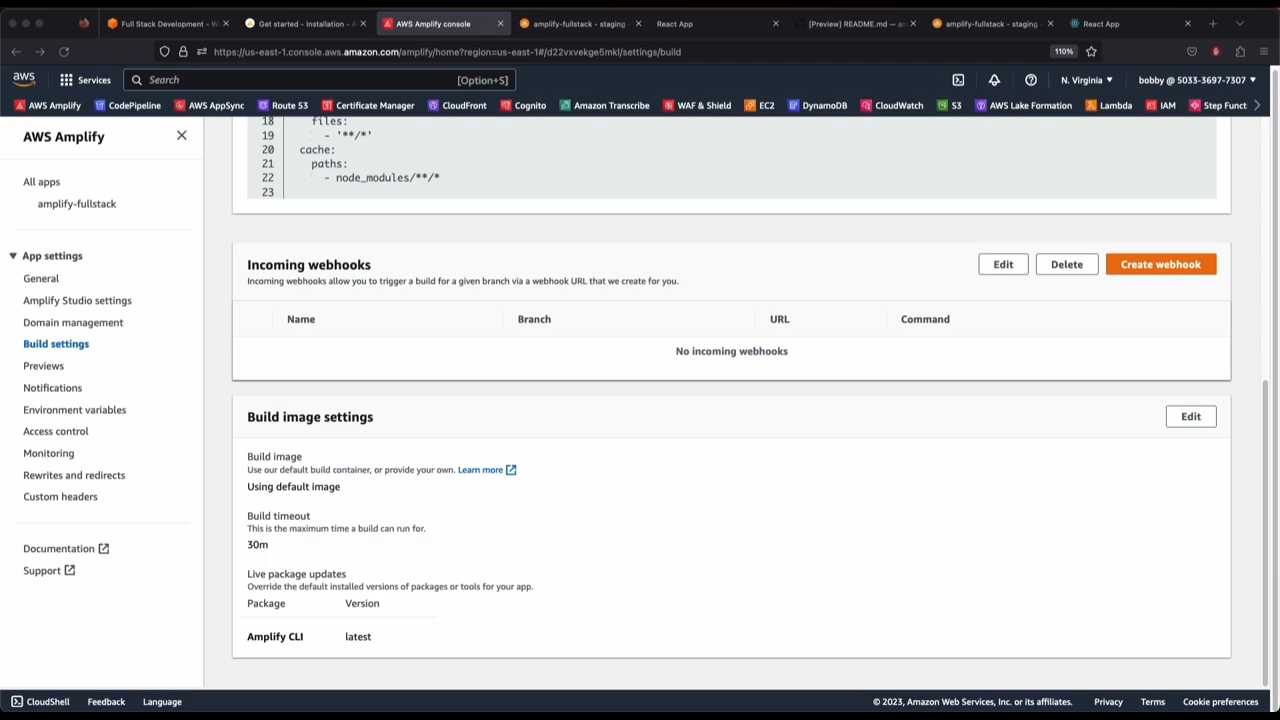 Full Stack Development - W
Get started - Installation - A
AWS Amplify console
amplify-fullstack - staging
React App
[Preview] README.md — am
amplify-fullstack - staging
React App
https://us-east-1.console.aws.amazon.com/amplify/home?region=us-east-1#/d22vxvekge5mkl/settings/build
110%
aws
Services
Search
[Option+S]
N. Virginia
bobby @ 5033-3697-7307
AWS Amplify
CodePipeline
AWS AppSync
Route 53
Certificate Manager
CloudFront
Cognito
Amazon Transcribe
WAF & Shield
EC2
DynamoDB
CloudWatch
S3
AWS Lake Formation
Lambda
IAM
Step Funct
AWS Amplify
All apps
amplify-fullstack
App settings
General
Amplify Studio settings
Domain management
Build settings
Previews
Notifications
Environment variables
Access control
Monitoring
Rewrites and redirects
Custom headers
Documentation
Support
18 files:
19 - '**/*'
20 cache:
21 paths:
22 - node_modules/**/*
23
Incoming webhooks
Incoming webhooks allow you to trigger a build for a given branch via a webhook URL that we create for you.
Edit
Delete
Create webhook
Name
Branch
URL
Command
No incoming webhooks
Build image settings
Edit
Build image
Use our default build container, or provide your own. Learn more
Using default image
Build timeout
This is the maximum time a build can run for.
30m
Live package updates
Override the default installed versions of packages or tools for your app.
Package Version
Amplify CLI latest
CloudShell
Feedback
Language
© 2023, Amazon Web Services, Inc. or its affiliates.
Privacy
Terms
Cookie preferences